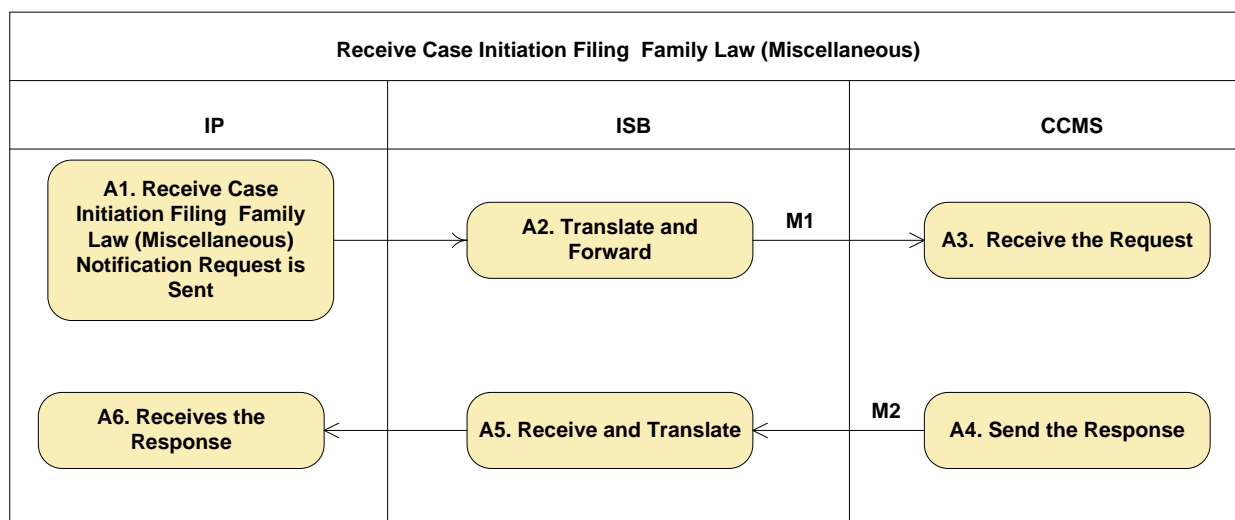 Receive Case Initiation Filing  Family Law (Miscellaneous)
IP
ISB
CCMS
A1. Receive Case
Initiation Filing  Family
Law (Miscellaneous)
Notification Request is
Sent
A2. Translate and
Forward
M1
A3.  Receive the Request
A6. Receives the
Response
A5. Receive and Translate
M2
A4. Send the Response